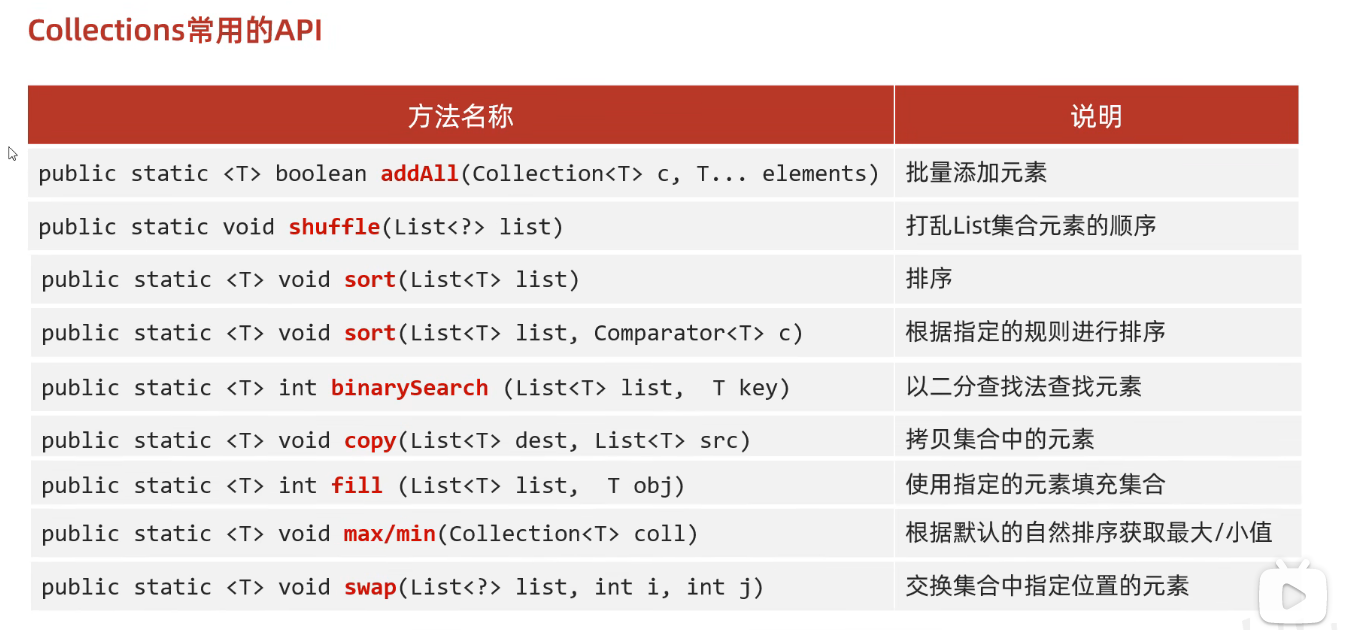 Collections常用的API
方法名称 说明
public static <T> boolean addAll(Collection<T> c, T... elements) 批量添加元素
public static void shuffle(List<?> list) 打乱List集合元素的顺序
public static <T> void sort(List<T> list) 排序
public static <T> void sort(List<T> list, Comparator<T> c) 根据指定的规则进行排序
public static <T> int binarySearch (List<T> list, T key) 以二分查找法查找元素
public static <T> void copy(List<T> dest, List<T> src) 拷贝集合中的元素
public static <T> int fill (List<T> list, T obj) 使用指定的元素填充集合
public static <T> void max/min(Collection<T> coll) 根据默认的自然排序获取最大/小值
public static <T> void swap(List<?> list, int i, int j) 交换集合中指定位置的元素